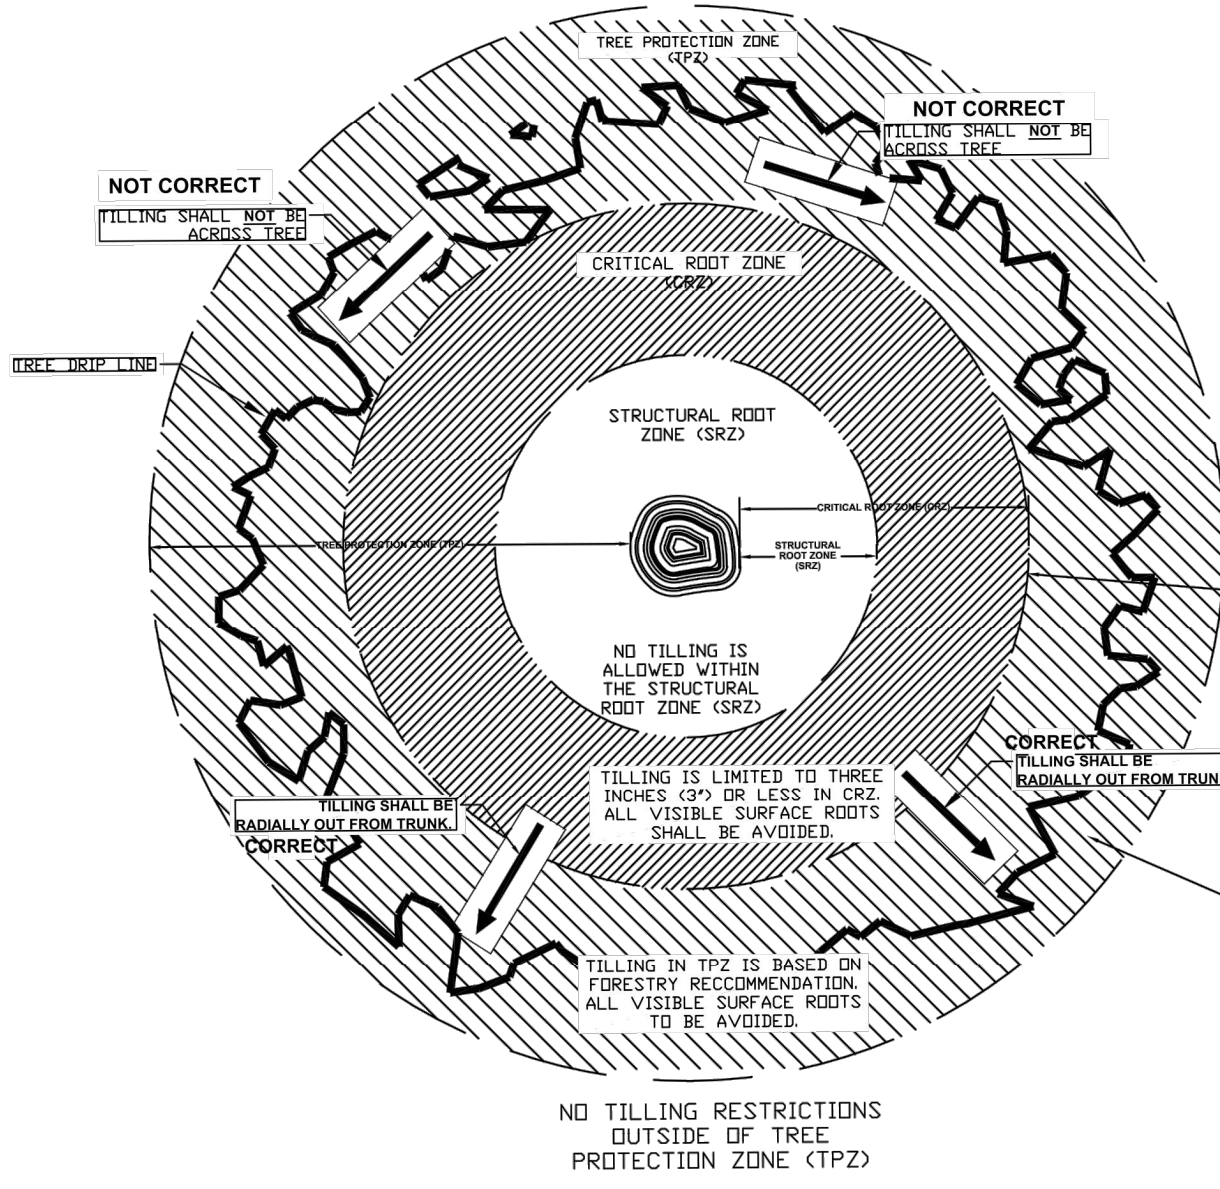 TREE PROTECTION ZONE
(TPZ)
NOT CORRECT
TILLING SHALL NOT BE
ACROSS TREE
NOT CORRECT
TILLING SHALL NOT BE
ACROSS TREE
CRITICAL ROOT ZONE
(CRZ)
TREE DRIP LINE
STRUCTURAL ROOT
ZONE (SRZ)
CRITICAL ROOT ZONE (CRZ)
TREE PROTECTION ZONE (TPZ)
STRUCTURAL
ROOT ZONE
(SRZ)
NO TILLING IS
ALLOWED WITHIN
THE STRUCTURAL
ROOT ZONE (SRZ)
CORRECT
TILLING SHALL BE
RADIALLY OUT FROM TRUN
TILLING IS LIMITED TO THREE
INCHES (3") OR LESS IN CRZ.
ALL VISIBLE SURFACE ROOTS
SHALL BE AVOIDED.
TILLING SHALL BE
RADIALLY OUT FROM TRUNK.
CORRECT
TILLING IN TPZ IS BASED ON
FORESTRY RECCOMMENDATION.
ALL VISIBLE SURFACE ROOTS
TO BE AVOIDED.
NO TILLING RESTRICTIONS
OUTSIDE OF TREE
PROTECTION ZONE (TPZ)